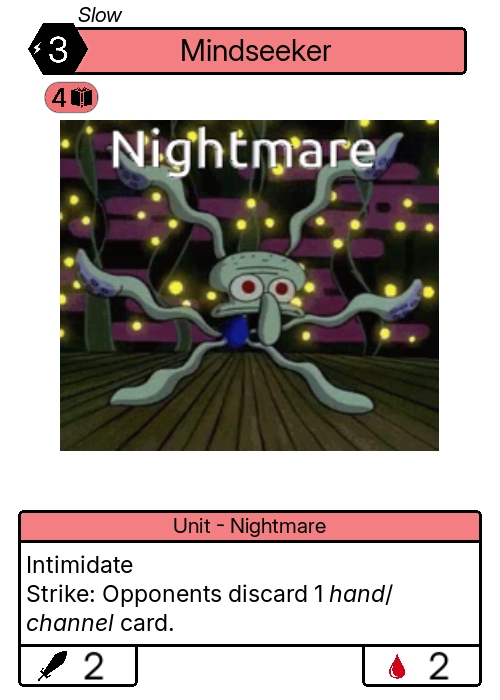 Slow
3
Mindseeker
4
Nightmare
Unit - Nightmare
Intimidate
Strike: Opponents discard 1 hand/
channel card.
2
2